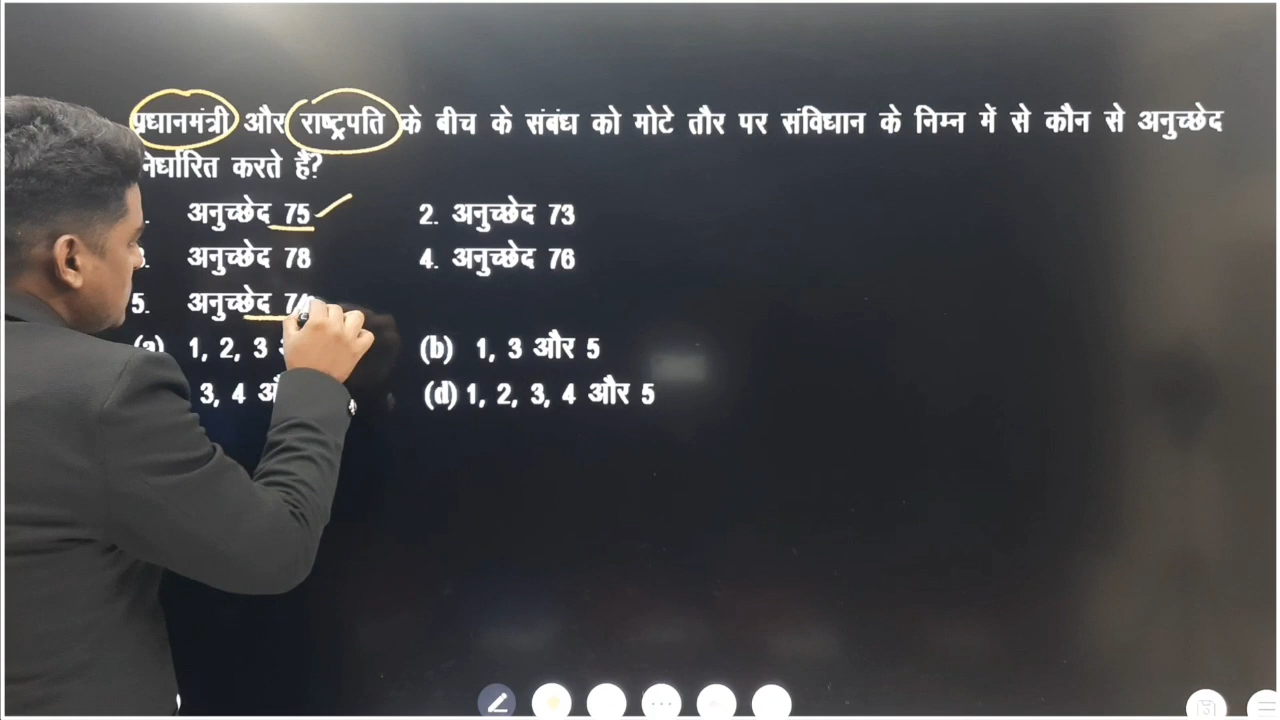 प्रधानमंत्री और राष्ट्रपति के बीच के संबंध को मोटे तौर पर संविधान के निम्न में से कौन से अनुच्छेद
करते हैं?
अनुच्छेद 75 2. अनुच्छेद 73
अनुच्छेद 78 4. अनुच्छेद 76
5. अनुच्छेद
1, 2, 3 (b) 1, 3 और 5
3, 4 (d) 1, 2, 3, 4 और 5